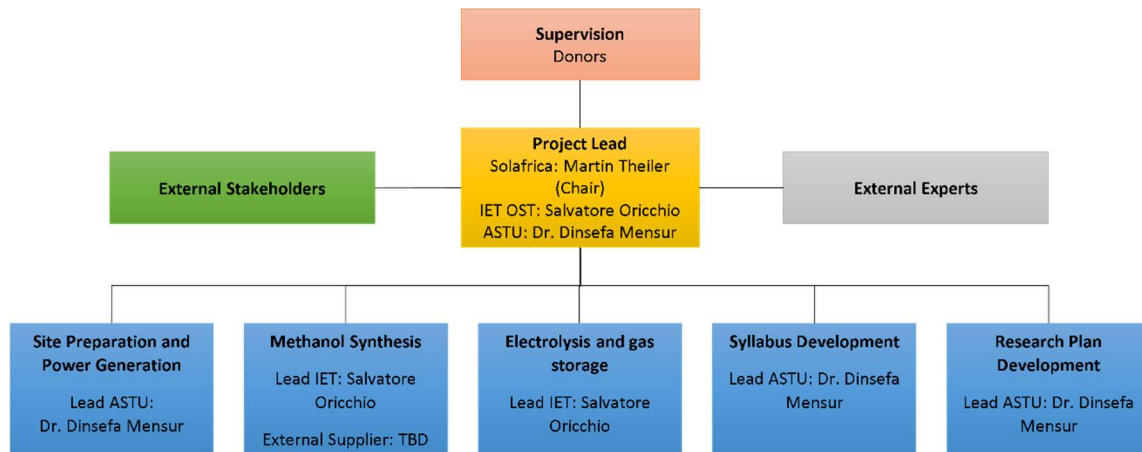 Supervision
Donors
Project Lead
Solafrica: Martin Theiler
(Chair)
IET OST: Salvatore Oricchio
ASTU: Dr. Dinsefa Mensur
External Stakeholders
External Experts
Site Preparation and
Power Generation
Lead ASTU:
Dr. Dinsefa Mensur
Methanol Synthesis
Lead IET: Salvatore
Oricchio
External Supplier: TBD
Electrolysis and gas
storage
Lead IET: Salvatore
Oricchio
Syllabus Development
Lead ASTU: Dr. Dinsefa
Mensur
Research Plan
Development
Lead ASTU: Dr. Dinsefa
Mensur